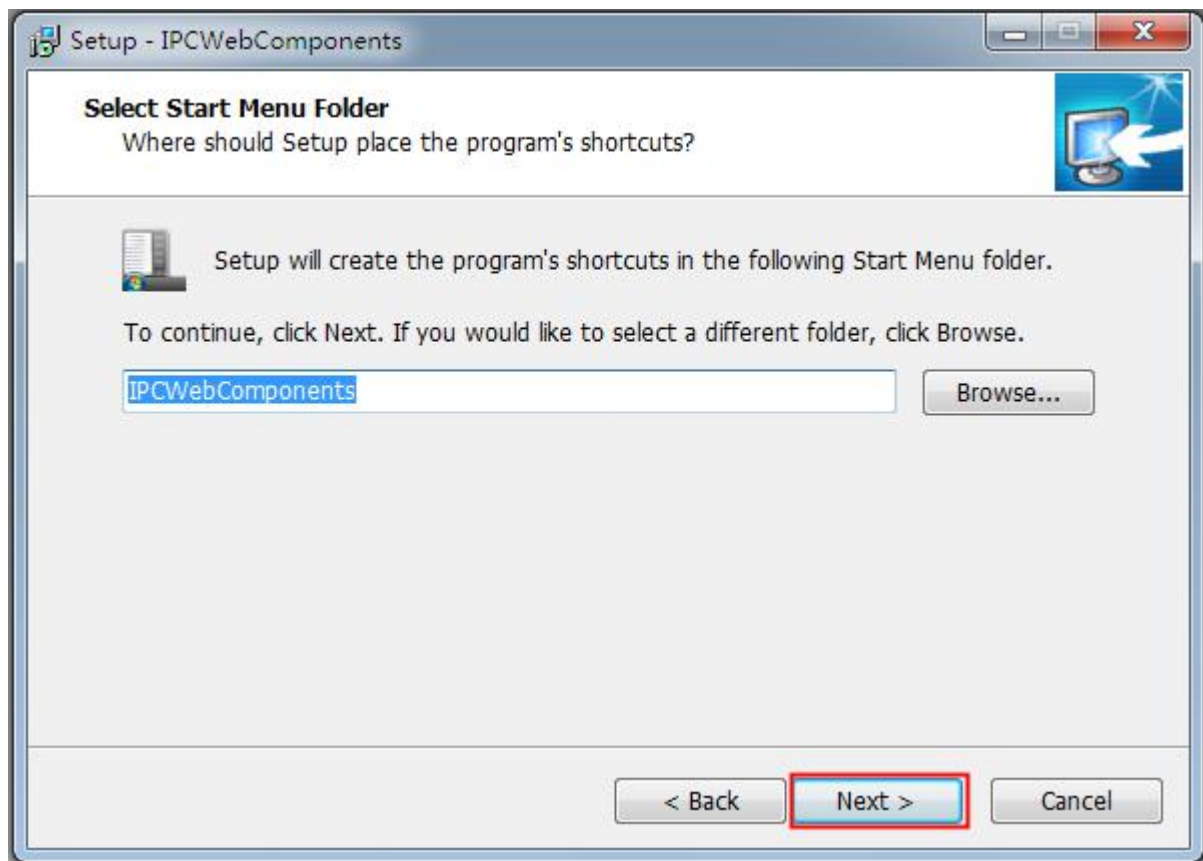 Setup - IPCWebComponents
Select Start Menu Folder
Where should Setup place the program's shortcuts?
Setup will create the program's shortcuts in the following Start Menu folder.
To continue, click Next. If you would like to select a different folder, click Browse.
IPCWebComponents
Browse...
< Back
Next >
Cancel